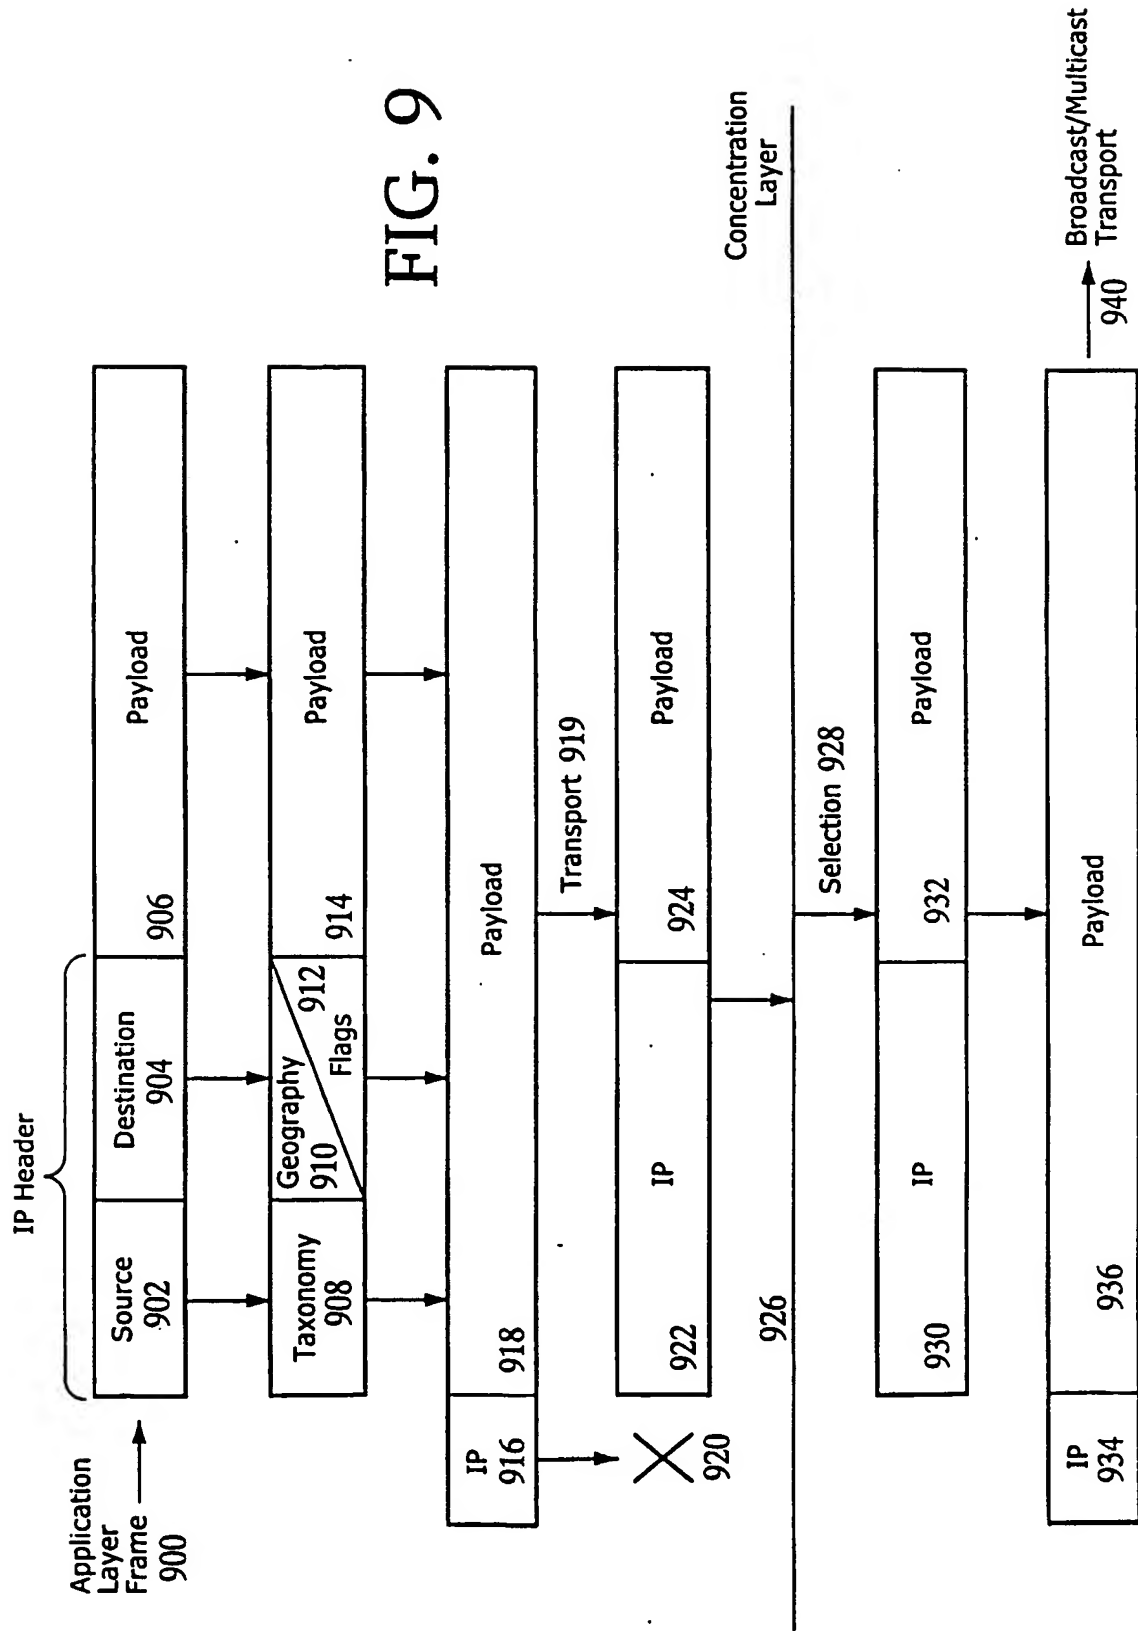 IP Header
Application
Layer
Frame
900
Source
902
Destination
904
906
Payload
Taxonomy
908
Geography
910
912
Flags
914
Payload
FIG. 9
IP
916
918
Payload
Transport 919
920
922
IP
924
Payload
Concentration
Layer
926
Selection 928
930
IP
932
Payload
IP
934
936
Payload
940
Broadcast/Multicast
Transport